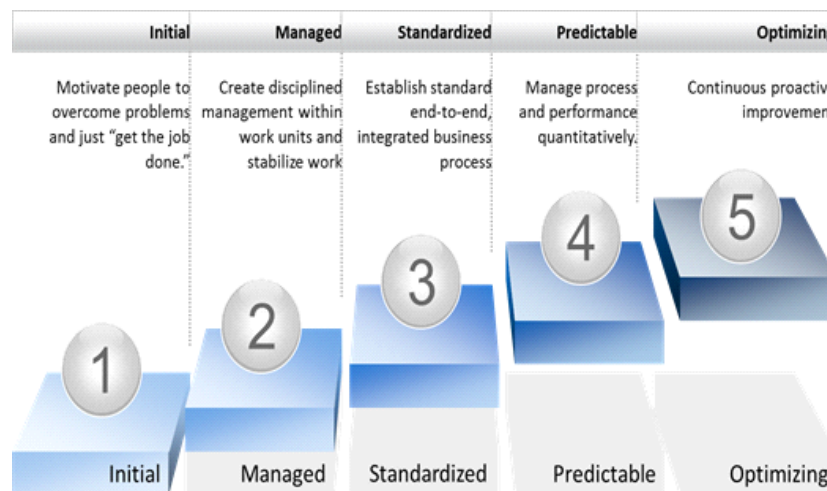 Initial
Managed
Standardized
Predictable
Optimizing
Motivate people to
overcome problems
and just “get the job
done.”
Create disciplined
management within
work units and
stabilize work
Establish standard
end-to-end,
integrated business
process
Manage process
and performance
quantitatively.
Continuous proactiv
improvemen
1
2
3
4
5
Initial
Managed
Standardized
Predictable
Optimizing